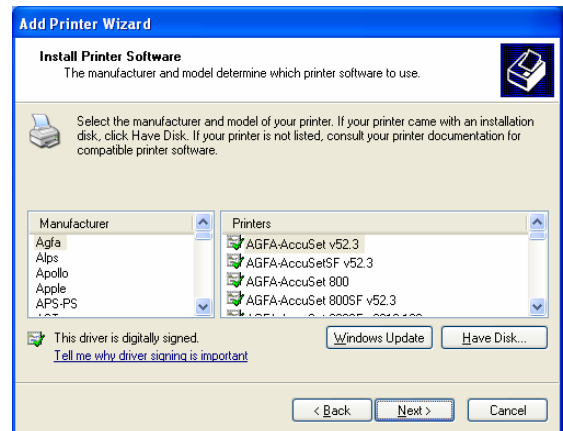 Add Printer Wizard
Install Printer Software
The manufacturer and model determine which printer software to use.
Select the manufacturer and model of your printer. If your printer came with an installation
disk, click Have Disk. If your printer is not listed, consult your printer documentation for
compatible printer software.
Manufacturer
Agfa
Alps
Apollo
Apple
APS-PS
Printers
AGFA-AccuSet v52.3
AGFA-AccuSetSF v52.3
AGFA-AccuSet 800
AGFA-AccuSet 800SF v52.3
This driver is digitally signed.
Tell me why driver signing is important
Windows Update
Have Disk...
< Back
Next >
Cancel